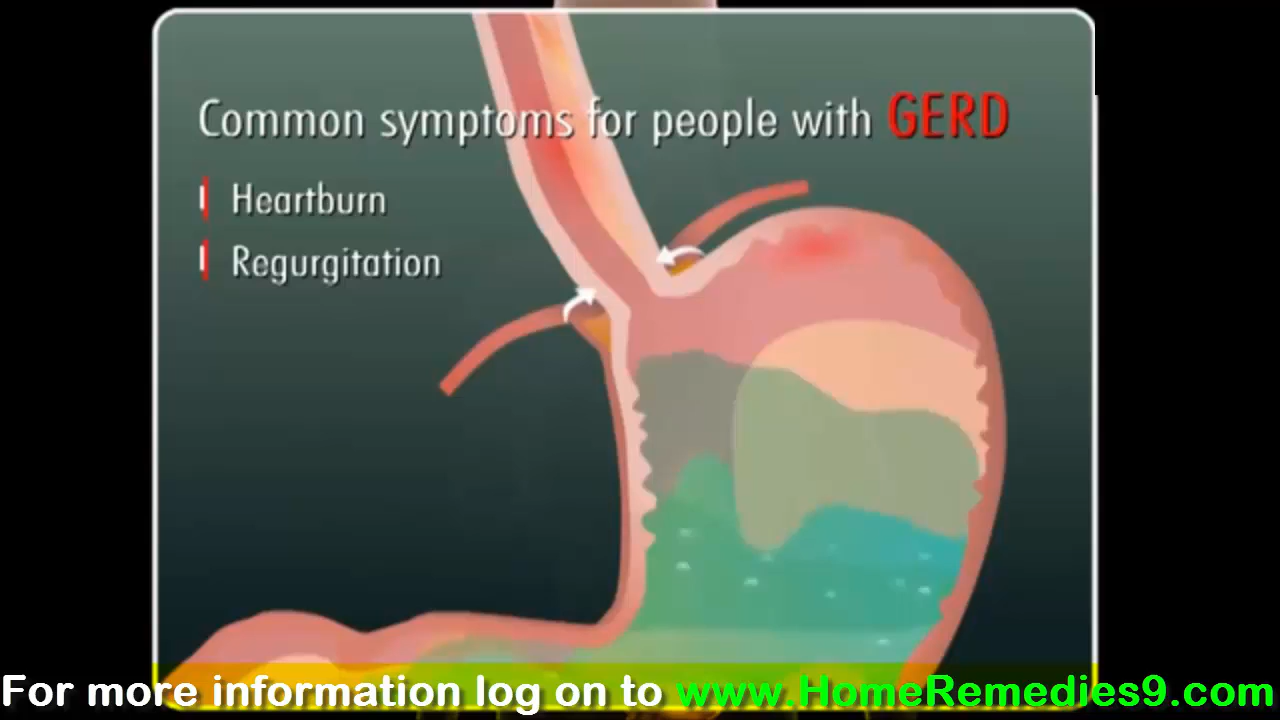 Common symptoms for people with GERD
Heartburn
Regurgitation
For more information log on to www.HomeRemedies9.com